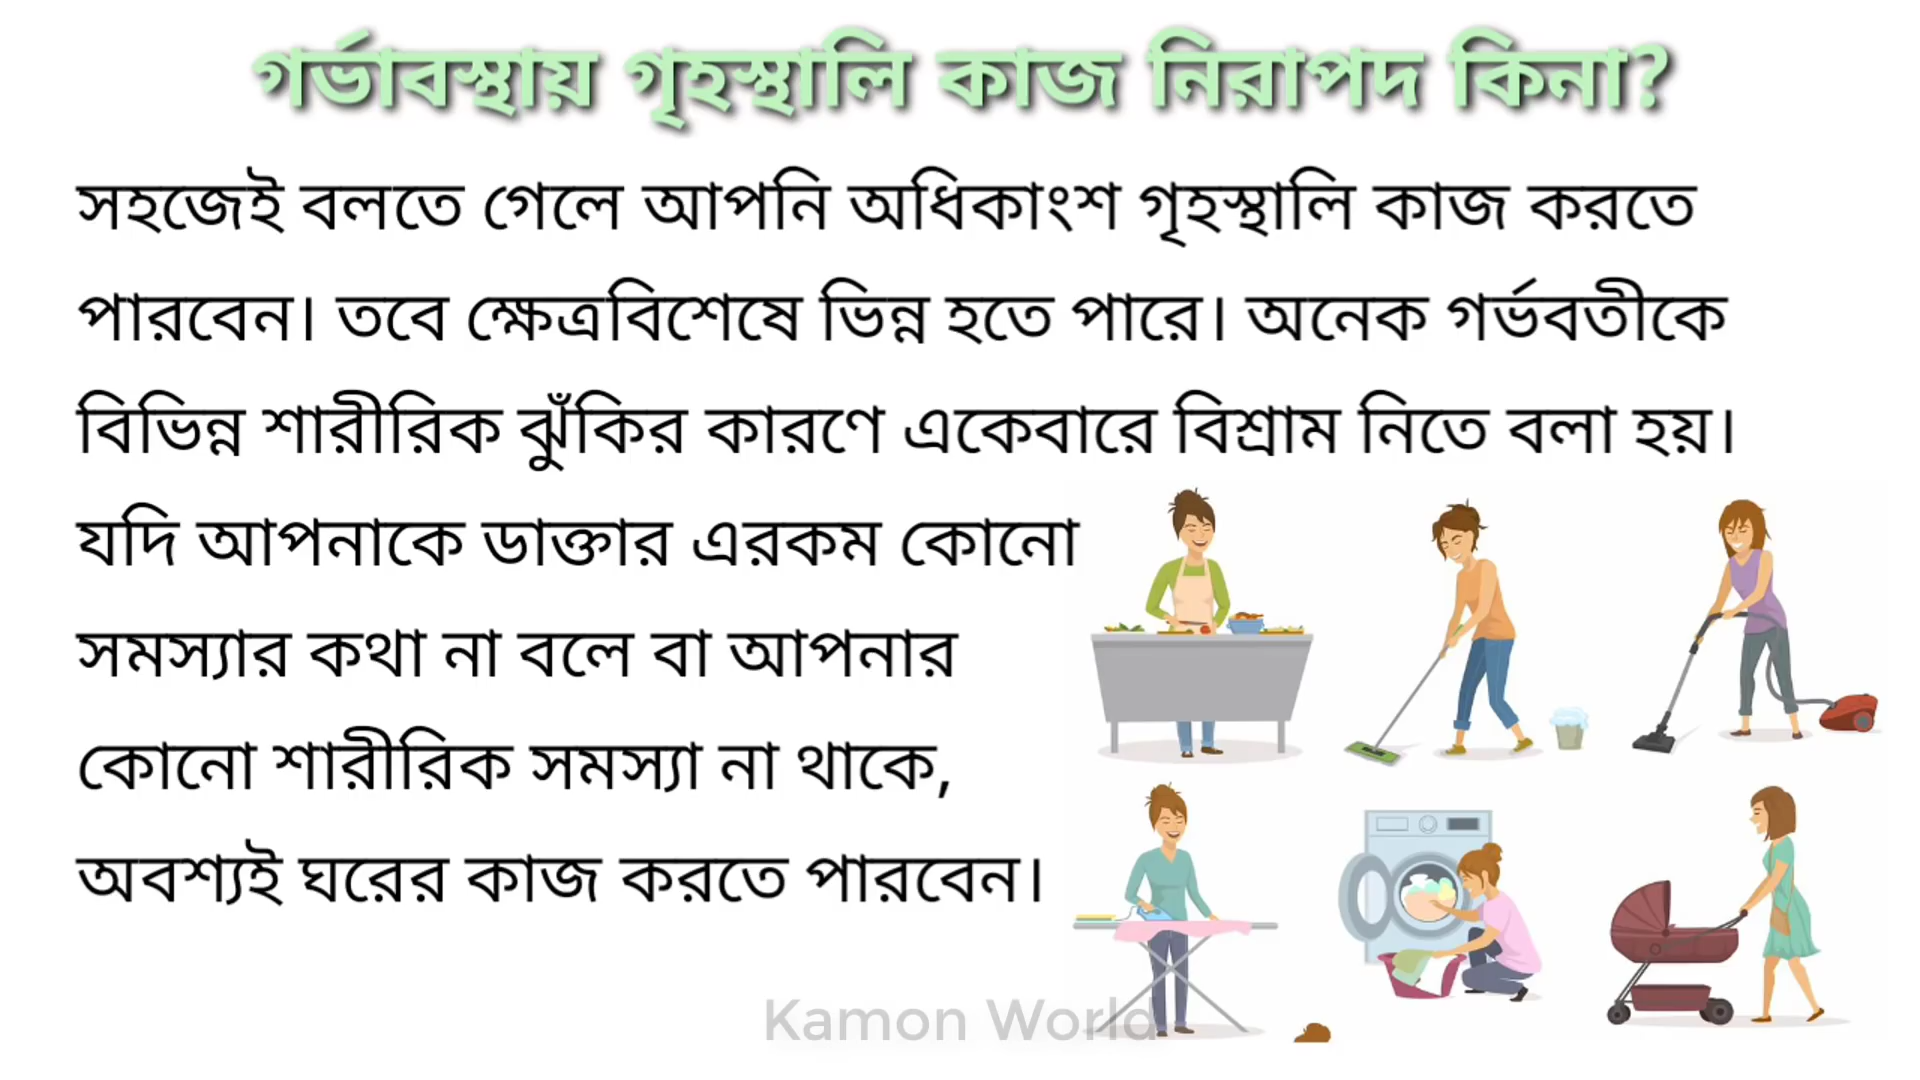 গর্ভাবস্থায় গৃহস্থালি কাজ নিরাপদ কিনা?
সহজেই বলতে গেলে আপনি অধিকাংশ গৃহস্থালি কাজ করতে
পারবেন। তবে ক্ষেত্রবিশেষে ভিন্ন হতে পারে। অনেক গর্ভবতীকে
বিভিন্ন শারীরিক ঝুঁকির কারণে একেবারে বিশ্রাম নিতে বলা হয়।
যদি আপনাকে ডাক্তার এরকম কোনো
সমস্যার কথা না বলে বা আপনার
কোনো শারীরিক সমস্যা না থাকে,
অবশ্যই ঘরের কাজ করতে পারবেন।
Kamon World